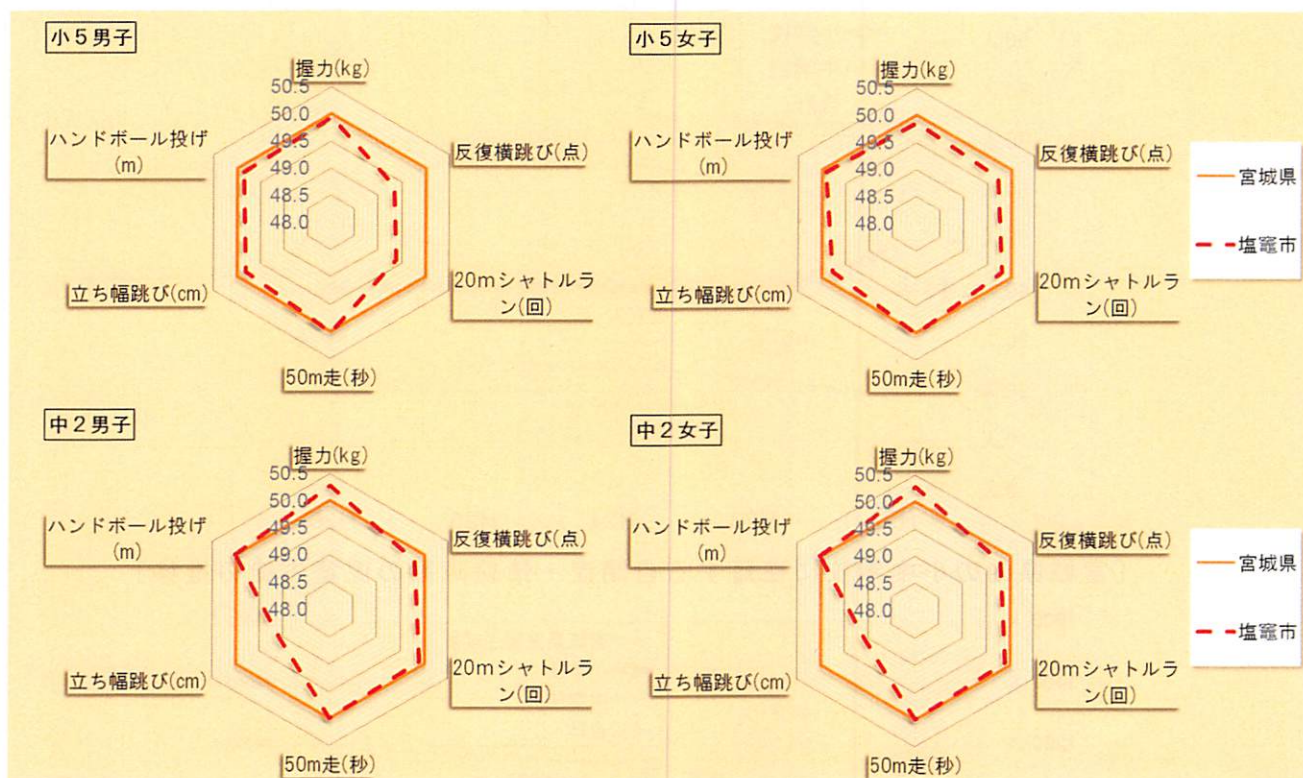 小5男子
握力(kg)
50.5
50.0
49.5
49.0
48.5
48.0
ハンドボール投げ
(m)
反復横跳び(点)
立ち幅跳び(cm)
20mシャトルラ
ン(回)
50m走(秒)
小5女子
握力(kg)
50.5
50.0
49.5
49.0
48.5
48.0
ハンドボール投げ
(m)
反復横跳び(点)
立ち幅跳び(cm)
20mシャトルラ
ン(回)
50m走(秒)
宮城県
塩竈市
中2男子
握力(kg)
50.5
50.0
49.5
49.0
48.5
48.0
ハンドボール投げ
(m)
反復横跳び(点)
立ち幅跳び(cm)
20mシャトルラ
ン(回)
50m走(秒)
中2女子
握力(kg)
50.5
50.0
49.5
49.0
48.5
48.0
ハンドボール投げ
(m)
反復横跳び(点)
立ち幅跳び(cm)
20mシャトルラ
ン(回)
50m走(秒)
宮城県
塩竈市